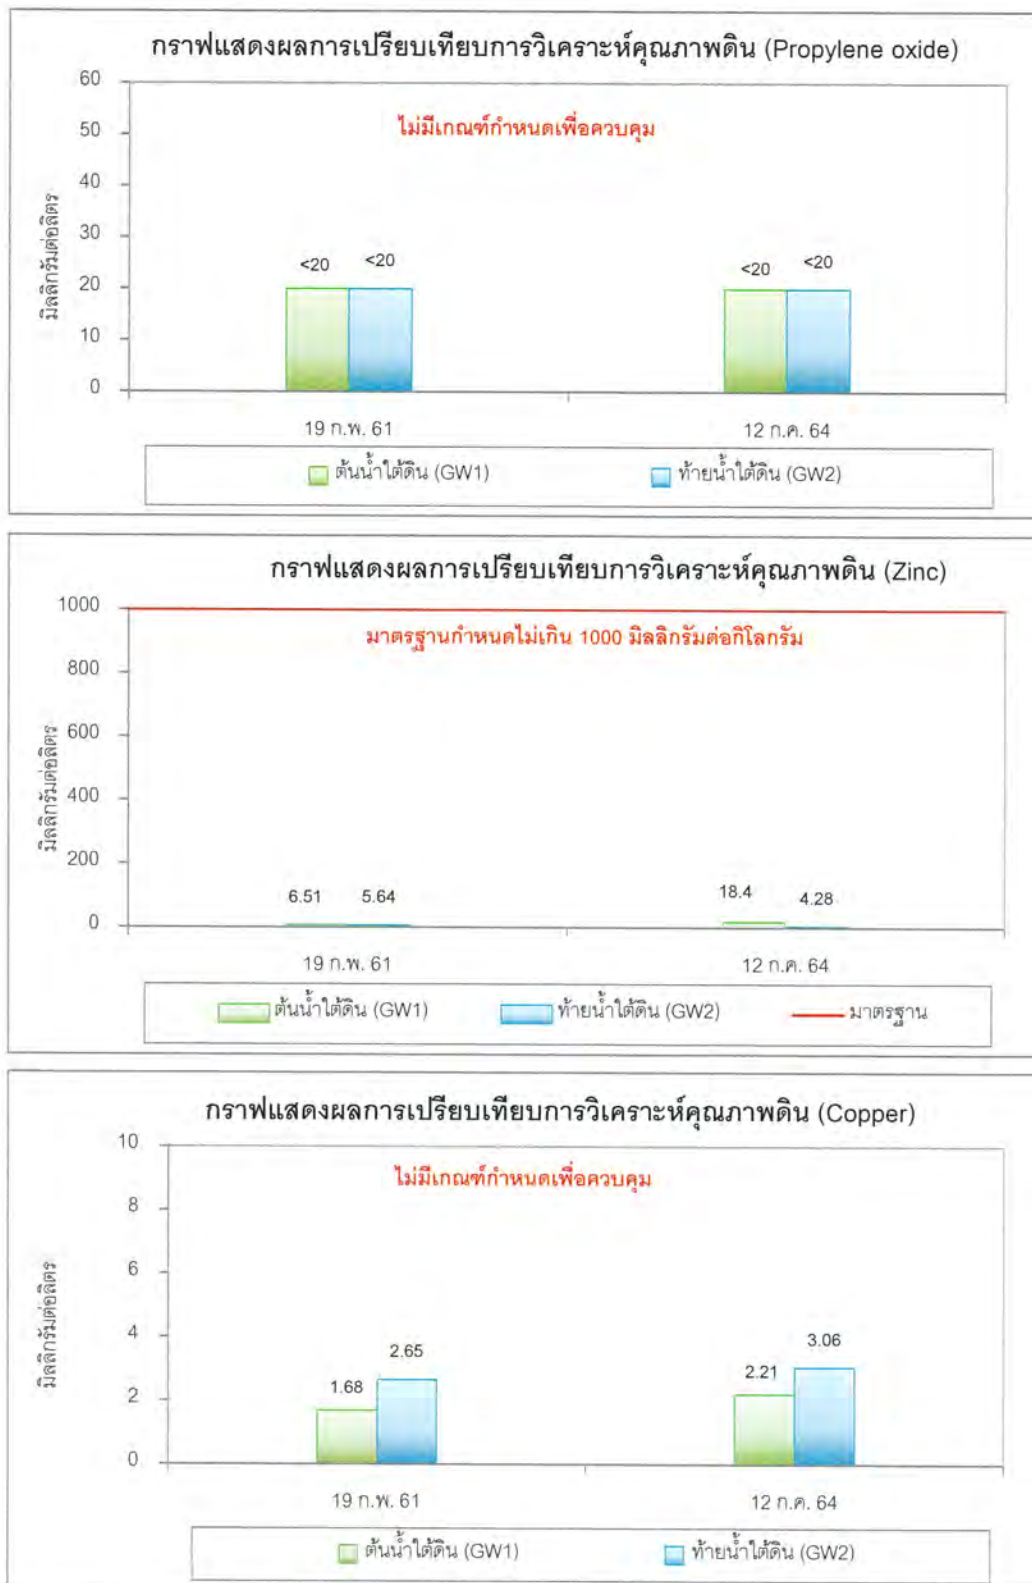 กราฟแสดงผลการเปรียบเทียบการวิเคราะห์คุณภาพดิน (Propylene oxide)
ไม่มีเกณฑ์กำหนดเพื่อควบคุม
มิลลิกรัมต่อลิตร
60
50
40
30
20
10
0
<20 <20 <20 <20
19 ก.พ. 61 12 ก.ค. 64
ต้นน้ำใต้ดิน (GW1) ท้ายน้ำใต้ดิน (GW2)
กราฟแสดงผลการเปรียบเทียบการวิเคราะห์คุณภาพดิน (Zinc)
มาตรฐานกำหนดไม่เกิน 1000 มิลลิกรัมต่อกิโลกรัม
มิลลิกรัมต่อลิตร
1000
800
600
400
200
0
6.51 5.64 18.4 4.28
19 ก.พ. 61 12 ก.ค. 64
ต้นน้ำใต้ดิน (GW1) ท้ายน้ำใต้ดิน (GW2) มาตรฐาน
กราฟแสดงผลการเปรียบเทียบการวิเคราะห์คุณภาพดิน (Copper)
ไม่มีเกณฑ์กำหนดเพื่อควบคุม
มิลลิกรัมต่อลิตร
10
8
6
4
2
0
1.68 2.65 2.21 3.06
19 ก.พ. 61 12 ก.ค. 64
ต้นน้ำใต้ดิน (GW1) ท้ายน้ำใต้ดิน (GW2)